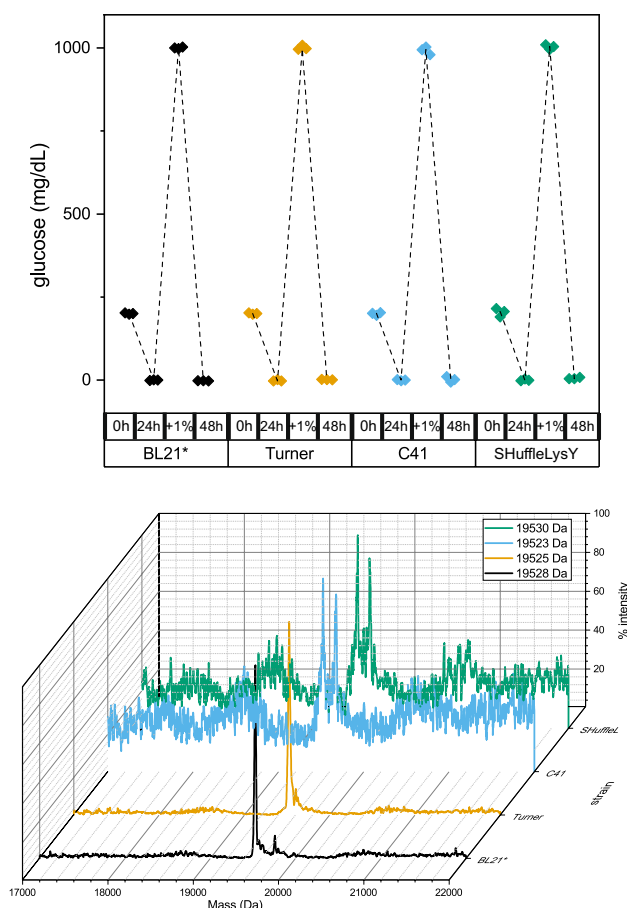 1000
500
0
glucose (mg/dL)
0h 24h +1% 48h 0h 24h +1% 48h 0h 24h +1% 48h 0h 24h +1% 48h
BL21* Turner C41 SHuffleLysY
100
80
60
40
20
% intensity
19530 Da
19523 Da
19525 Da
19528 Da
SHuffleL
C41
Turner
BL21*
strain
17000 18000 19000 20000 21000 22000
Mass (Da)